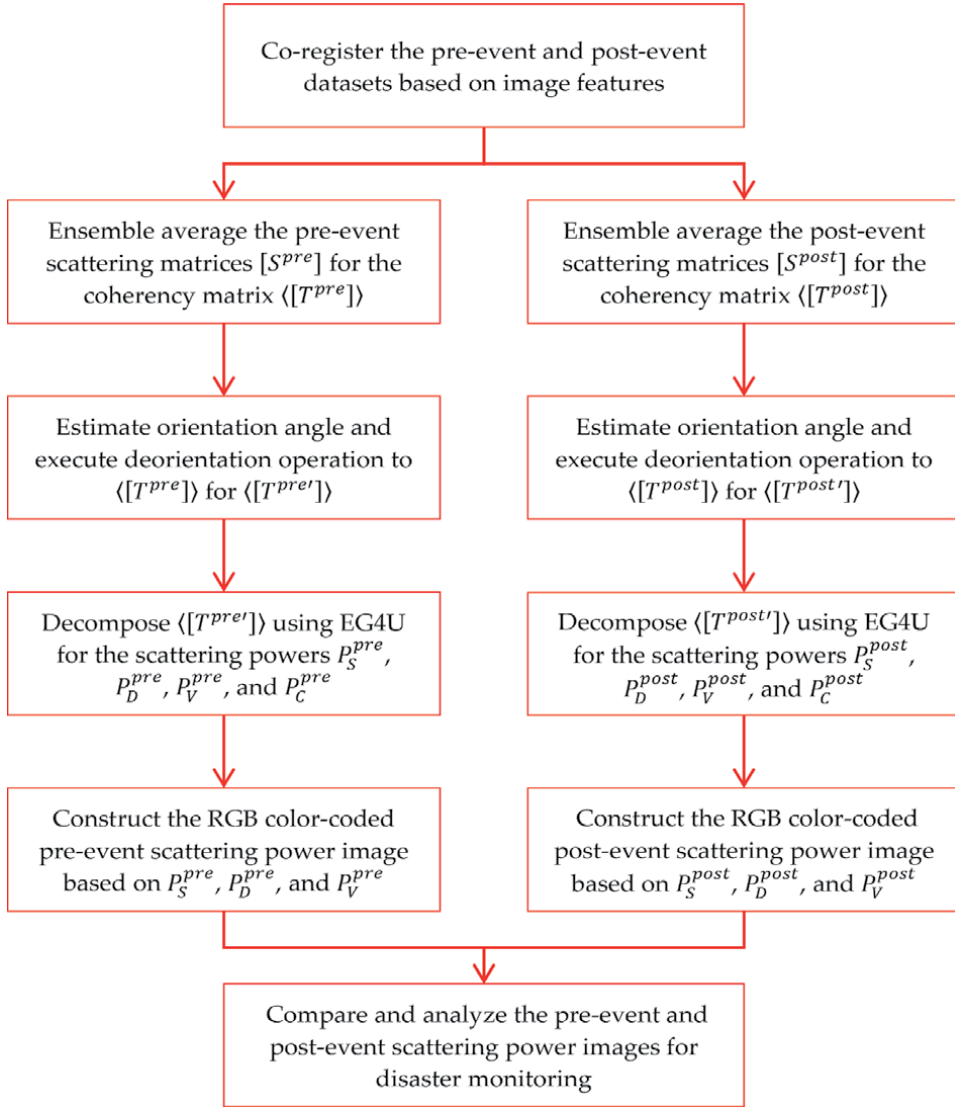 Co-register the pre-event and post-event
datasets based on image features
Ensemble average the pre-event
scattering matrices [S^{pre}] for the
coherency matrix ⟨[T^{pre}]⟩
Ensemble average the post-event
scattering matrices [S^{post}] for the
coherency matrix ⟨[T^{post}]⟩
Estimate orientation angle and
execute deorientation operation to
⟨[T^{pre}]⟩ for ⟨[T^{pre′}]⟩
Estimate orientation angle and
execute deorientation operation to
⟨[T^{post}]⟩ for ⟨[T^{post′}]⟩
Decompose ⟨[T^{pre′}]⟩ using EG4U
for the scattering powers P_S^{pre},
P_D^{pre}, P_V^{pre}, and P_C^{pre}
Decompose ⟨[T^{post′}]⟩ using EG4U
for the scattering powers P_S^{post},
P_D^{post}, P_V^{post}, and P_C^{post}
Construct the RGB color-coded
pre-event scattering power image
based on P_S^{pre}, P_D^{pre}, and P_V^{pre}
Construct the RGB color-coded
post-event scattering power image
based on P_S^{post}, P_D^{post}, and P_V^{post}
Compare and analyze the pre-event and
post-event scattering power images for
disaster monitoring